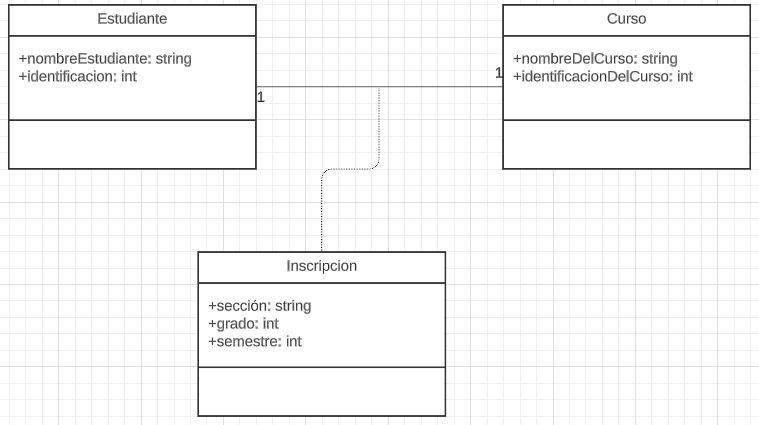 Estudiante
+nombreEstudiante: string
+identificacion: int
1
1
Curso
+nombreDelCurso: string
+identificacionDelCurso: int
Inscripcion
+sección: string
+grado: int
+semestre: int